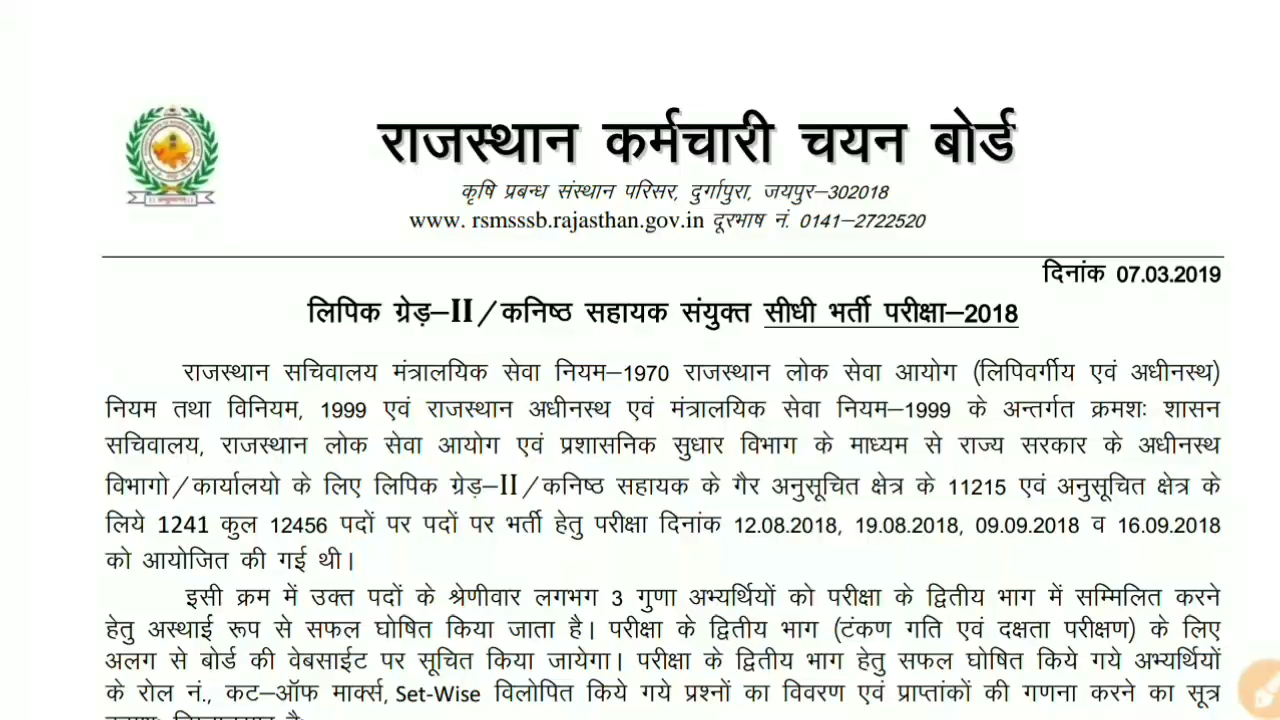 राजस्थान कर्मचारी चयन बोर्ड
कृषि प्रबन्ध संस्थान परिसर, दुर्गापुरा, जयपुर–302018
www. rsmsssb.rajasthan.gov.in दूरभाष नं. 0141–2722520
दिनांक 07.03.2019
लिपिक ग्रेड़–II/कनिष्ठ सहायक संयुक्त सीधी भर्ती परीक्षा–2018
राजस्थान सचिवालय मंत्रालयिक सेवा नियम–1970 राजस्थान लोक सेवा आयोग (लिपिवर्गीय एवं अधीनस्थ)
नियम तथा विनियम, 1999 एवं राजस्थान अधीनस्थ एवं मंत्रालयिक सेवा नियम–1999 के अन्तर्गत क्रमशः शासन
सचिवालय, राजस्थान लोक सेवा आयोग एवं प्रशासनिक सुधार विभाग के माध्यम से राज्य सरकार के अधीनस्थ
विभागो/कार्यालयो के लिए लिपिक ग्रेड़–II/कनिष्ठ सहायक के गैर अनुसूचित क्षेत्र के 11215 एवं अनुसूचित क्षेत्र के
लिये 1241 कुल 12456 पदों पर पदों पर भर्ती हेतु परीक्षा दिनांक 12.08.2018, 19.08.2018, 09.09.2018 व 16.09.2018
को आयोजित की गई थी।
इसी क्रम में उक्त पदों के श्रेणीवार लगभग 3 गुणा अभ्यर्थियों को परीक्षा के द्वितीय भाग में सम्मिलित करने
हेतु अस्थाई रूप से सफल घोषित किया जाता है। परीक्षा के द्वितीय भाग (टंकण गति एवं दक्षता परीक्षण) के लिए
अलग से बोर्ड की वेबसाईट पर सूचित किया जायेगा। परीक्षा के द्वितीय भाग हेतु सफल घोषित किये गये अभ्यर्थियों
के रोल नं., कट–ऑफ मार्क्स, Set-Wise विलोपित किये गये प्रश्नों का विवरण एवं प्राप्तांकों की गणना करने का सूत्र